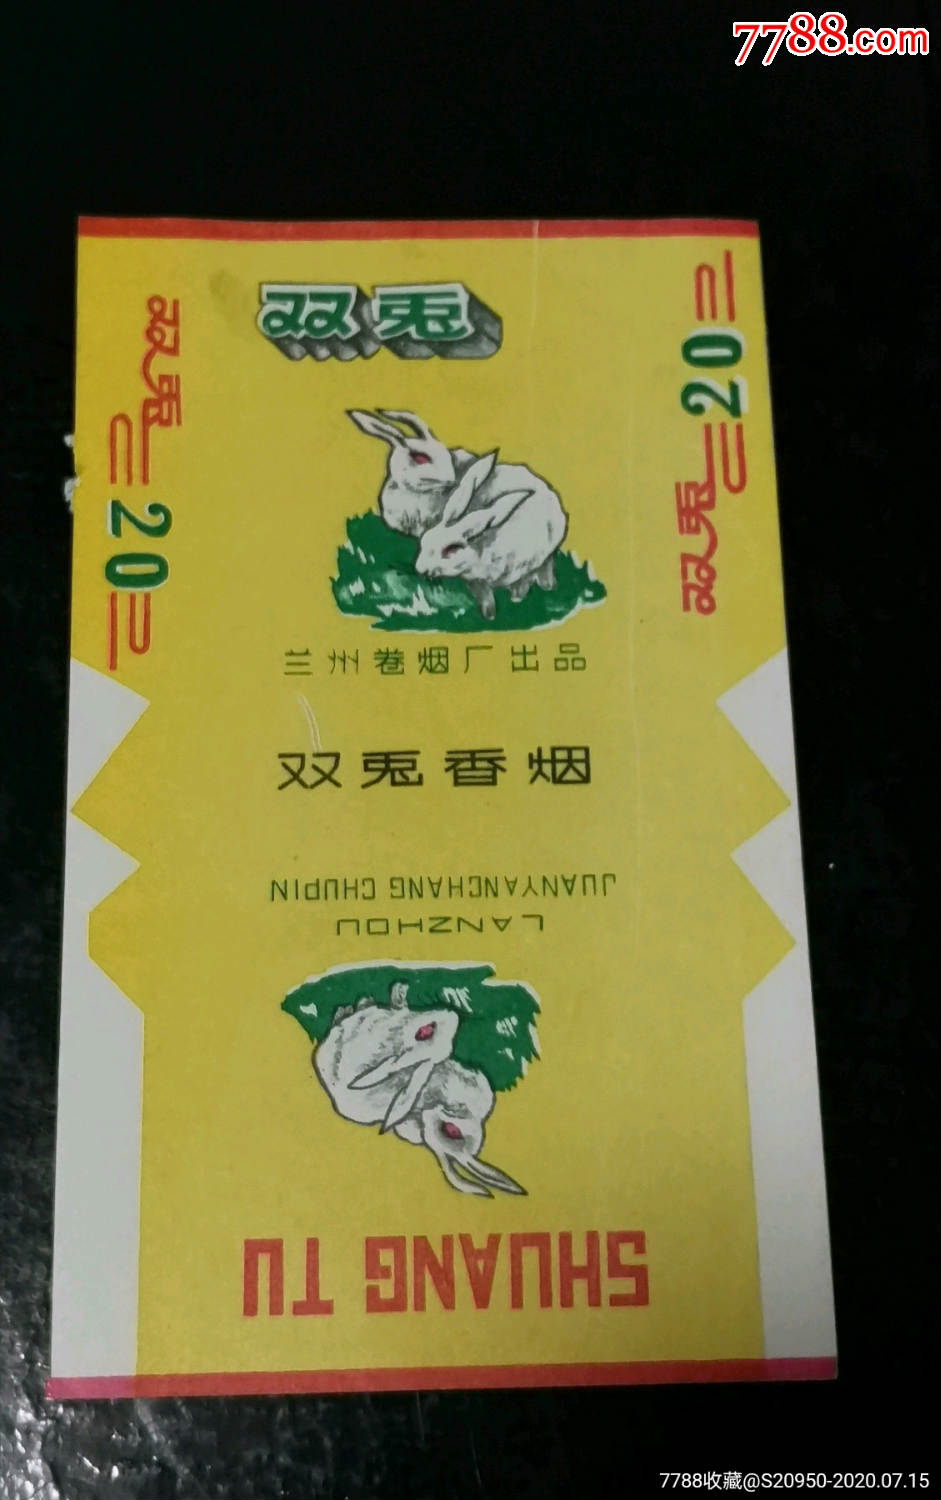 7788.com
双兔
双兔 20
双兔 20
兰州卷烟厂出品
双兔香烟
LANZHOU
JUANYANCHANG CHUPIN
SHUANG TU
7788收藏@S20950-2020.07.15